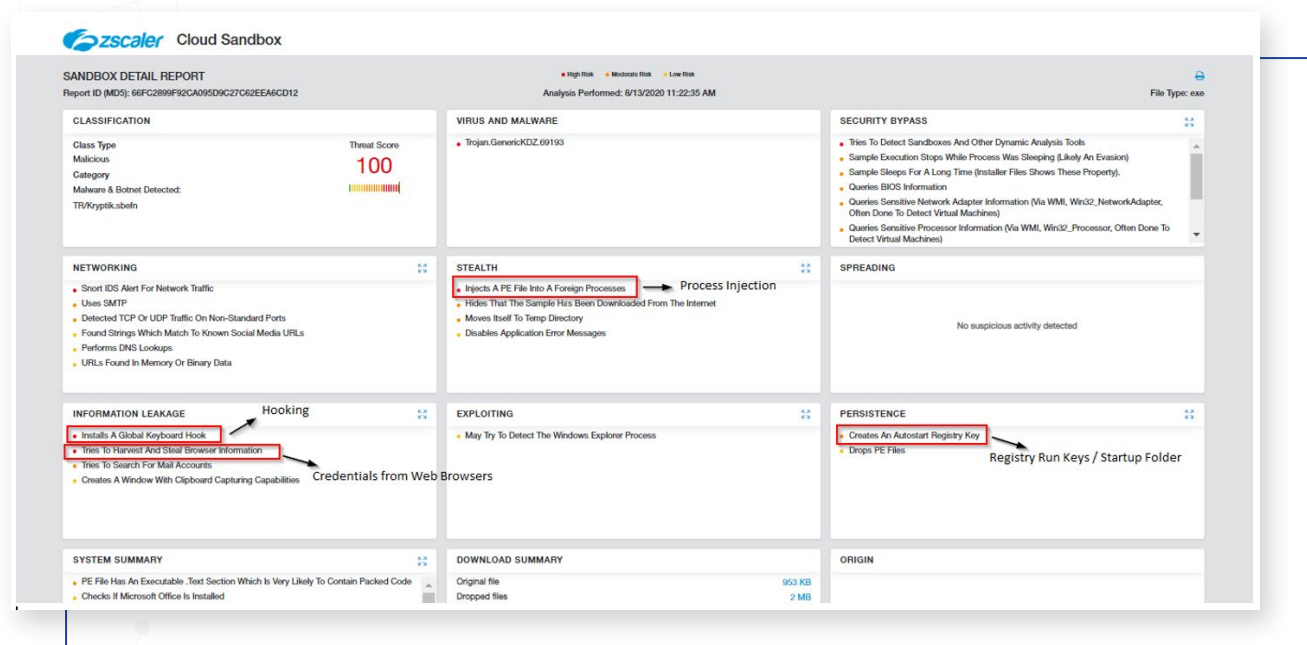 zscaler Cloud Sandbox
SANDBOX DETAIL REPORT
High Risk Moderate Risk Low Risk
Report ID (MD5): 66FC2899F92CA095D9C27C62EEA6CD12
Analysis Performed: 8/13/2020 11:22:35 AM
File Type: exe
CLASSIFICATION
Class Type
Threat Score
Malicious
100
Category
Malware & Botnet Detected:
TR/Kryptik.sbefn
VIRUS AND MALWARE
Trojan.GenericKDZ.69193
SECURITY BYPASS
Tries To Detect Sandboxes And Other Dynamic Analysis Tools
Sample Execution Stops While Process Was Sleeping (Likely An Evasion)
Sample Sleeps For A Long Time (Installer Files Shows These Property).
Queries BIOS Information
Queries Sensitive Network Adapter Information (Via WMI, Win32_NetworkAdapter,
Often Done To Detect Virtual Machines)
Queries Sensitive Processor Information (Via WMI, Win32_Processor, Often Done To
Detect Virtual Machines)
NETWORKING
Snort IDS Alert For Network Traffic
Uses SMTP
Detected TCP Or UDP Traffic On Non-Standard Ports
Found Strings Which Match To Known Social Media URLs
Performs DNS Lookups
URLs Found In Memory Or Binary Data
STEALTH
Injects A PE File Into A Foreign Processes
Process Injection
Hides That The Sample Has Been Downloaded From The Internet
Moves Itself To Temp Directory
Disables Application Error Messages
SPREADING
No suspicious activity detected
INFORMATION LEAKAGE
Hooking
Installs A Global Keyboard Hook
Tries To Harvest And Steal Browser Information
Tries To Search For Mail Accounts
Creates A Window With Clipboard Capturing Capabilities
Credentials from Web Browsers
EXPLOITING
May Try To Detect The Windows Explorer Process
PERSISTENCE
Creates An Autostart Registry Key
Drops PE Files
Registry Run Keys / Startup Folder
SYSTEM SUMMARY
PE File Has An Executable .Text Section Which Is Very Likely To Contain Packed Code
Checks If Microsoft Office Is Installed
DOWNLOAD SUMMARY
Original file 953 KB
Dropped files 2 MB
ORIGIN